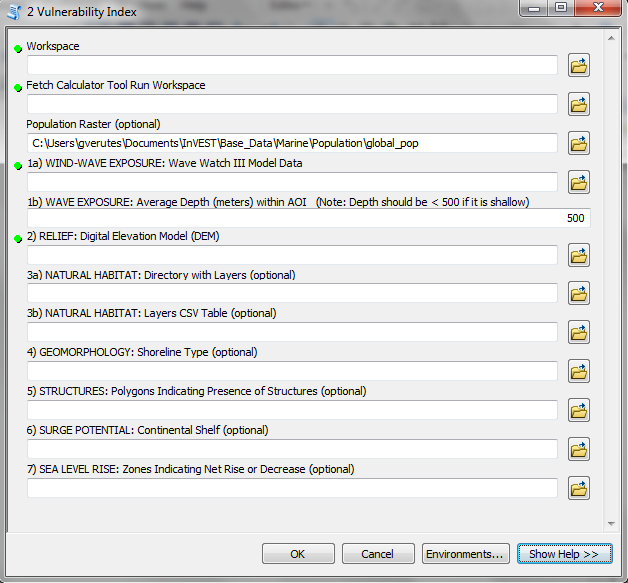 2 Vulnerability Index
Workspace
Fetch Calculator Tool Run Workspace
Population Raster (optional)
C:\Users\gverutes\Documents\InVEST\Base_Data\Marine\Population\global_pop
1a) WIND-WAVE EXPOSURE: Wave Watch III Model Data
1b) WAVE EXPOSURE: Average Depth (meters) within AOI   (Note: Depth should be < 500 if it is shallow)
500
2) RELIEF: Digital Elevation Model (DEM)
3a) NATURAL HABITAT: Directory with Layers (optional)
3b) NATURAL HABITAT: Layers CSV Table (optional)
4) GEOMORPHOLOGY: Shoreline Type (optional)
5) STRUCTURES: Polygons Indicating Presence of Structures (optional)
6) SURGE POTENTIAL: Continental Shelf (optional)
7) SEA LEVEL RISE: Zones Indicating Net Rise or Decrease (optional)
OK Cancel Environments... Show Help >>